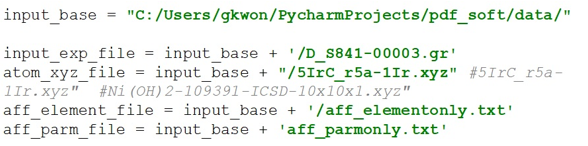 input_base = "C:/Users/gkwon/PycharmProjects/pdf_soft/data/"
input_exp_file = input_base + '/D_S841-00003.gr'
atom_xyz_file = input_base + "/5IrC_r5a-1Ir.xyz" #5IrC_r5a-
1Ir.xyz"  #Ni(OH)2-109391-ICSD-10x10x1.xyz"
aff_element_file = input_base + '/aff_elementonly.txt'
aff_parm_file = input_base + 'aff_parmonly.txt'